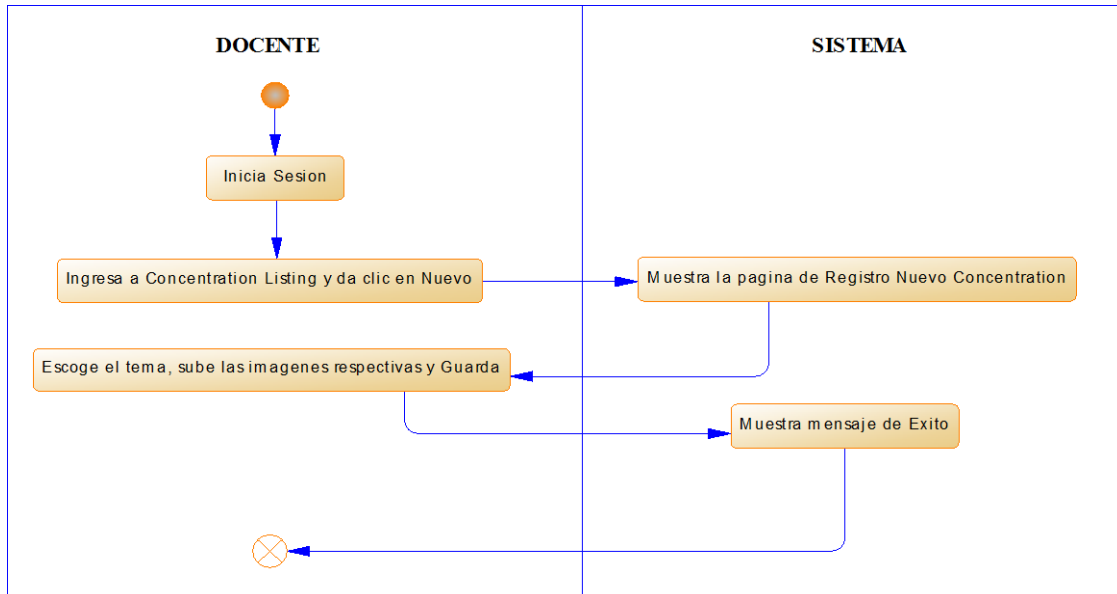 DOCENTE
SISTEMA
Inicia Sesion
Ingresa a Concentration Listing y da clic en Nuevo
Muestra la pagina de Registro Nuevo Concentration
Escoge el tema, sube las imagenes respectivas y Guarda
Muestra mensaje de Exito